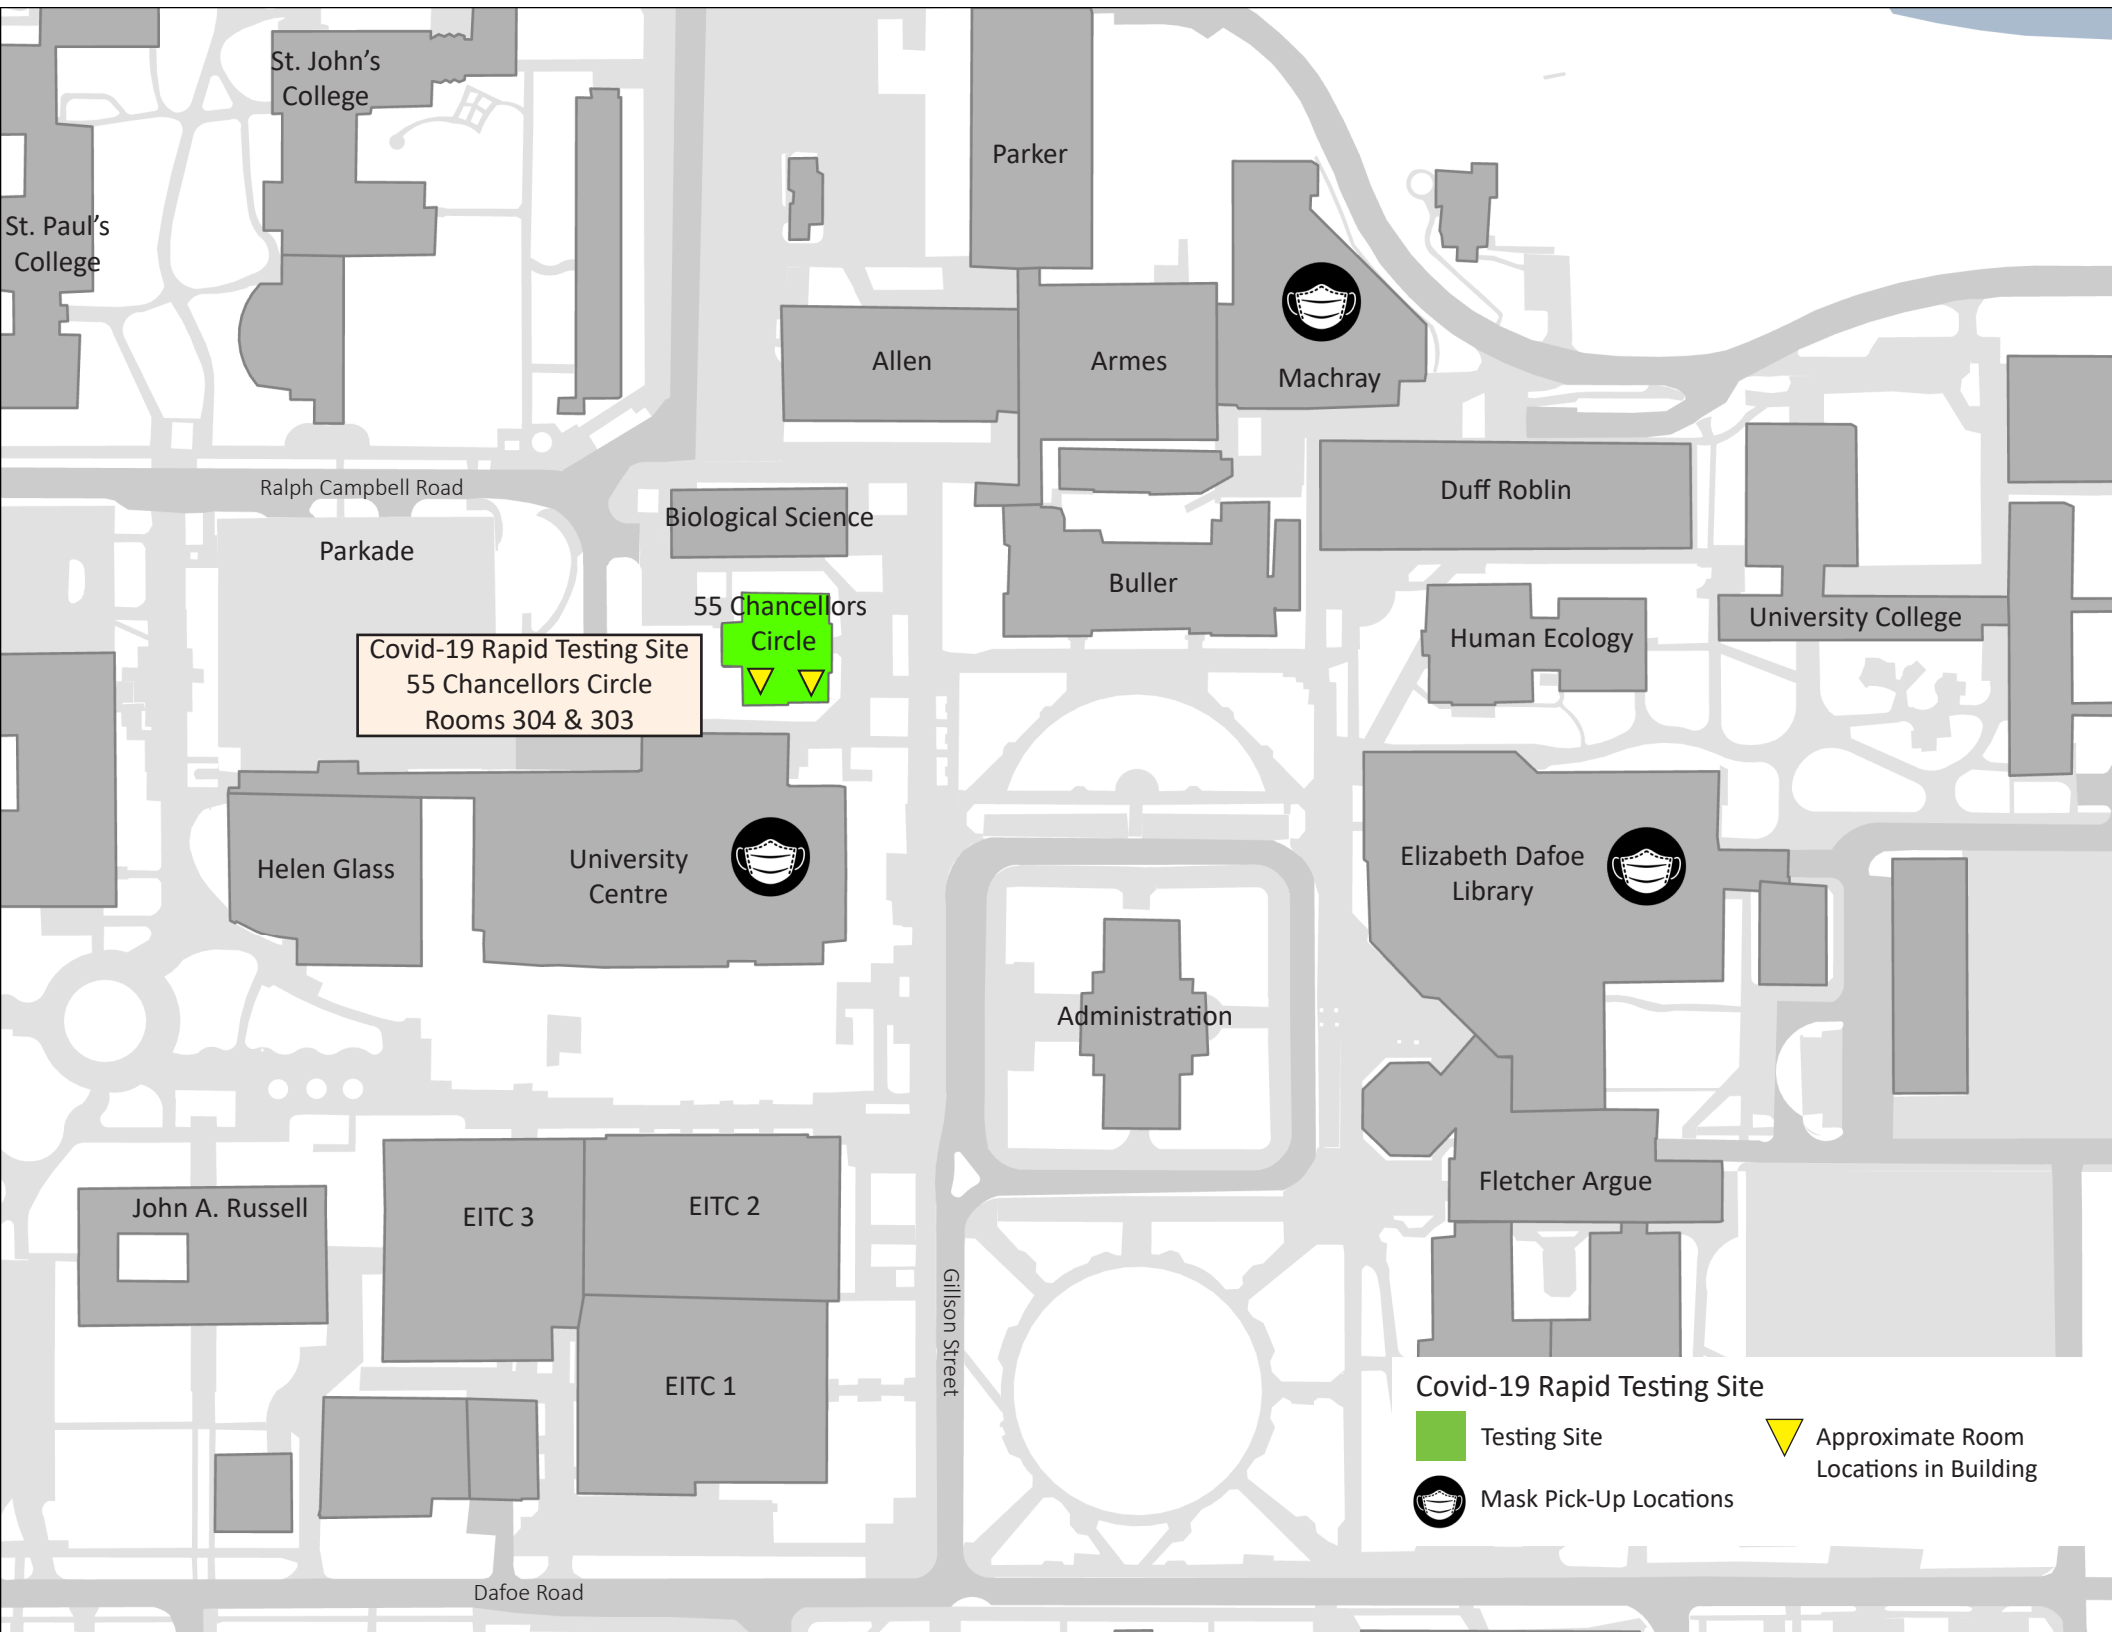 St. John’s
College
Parker
St. Paul’s
College
Allen
Armes
Machray
Ralph Campbell Road
Duff Roblin
Biological Science
Parkade
Buller
55 Chancellors
Circle
University College
Human Ecology
Covid-19 Rapid Testing Site
55 Chancellors Circle
Rooms 304 & 303
Helen Glass
University
Centre
Elizabeth Dafoe
Library
Administration
Fletcher Argue
John A. Russell
EITC 3
EITC 2
Gillson Street
EITC 1
Covid-19 Rapid Testing Site
Testing Site
Approximate Room
Locations in Building
Mask Pick-Up Locations
Dafoe Road